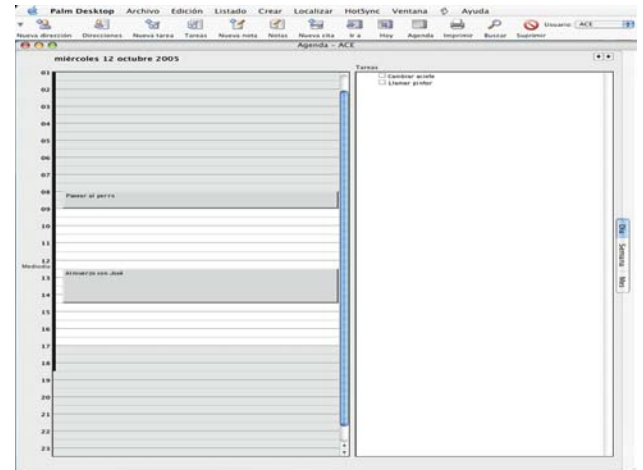 Palm Desktop Archivo Edición Listado Crear Localizar HotSync Ventana Ayuda
Usuario: ACE
Nueva dirección Direcciones Nueva tarea Tareas Nueva nota Notas Nueva cita Ir a Hoy Agenda Imprimir Buscar Suprimir
Agenda – ACE
miércoles 12 octubre 2005
Tareas
Cambiar aceite
Llamar pintor
01
02
03
04
05
06
07
08
Paseer al perro
09
10
11
12
Mediodía
Almuerzo con José
13
14
15
16
17
18
19
20
21
22
23
Día
Semana
Mes